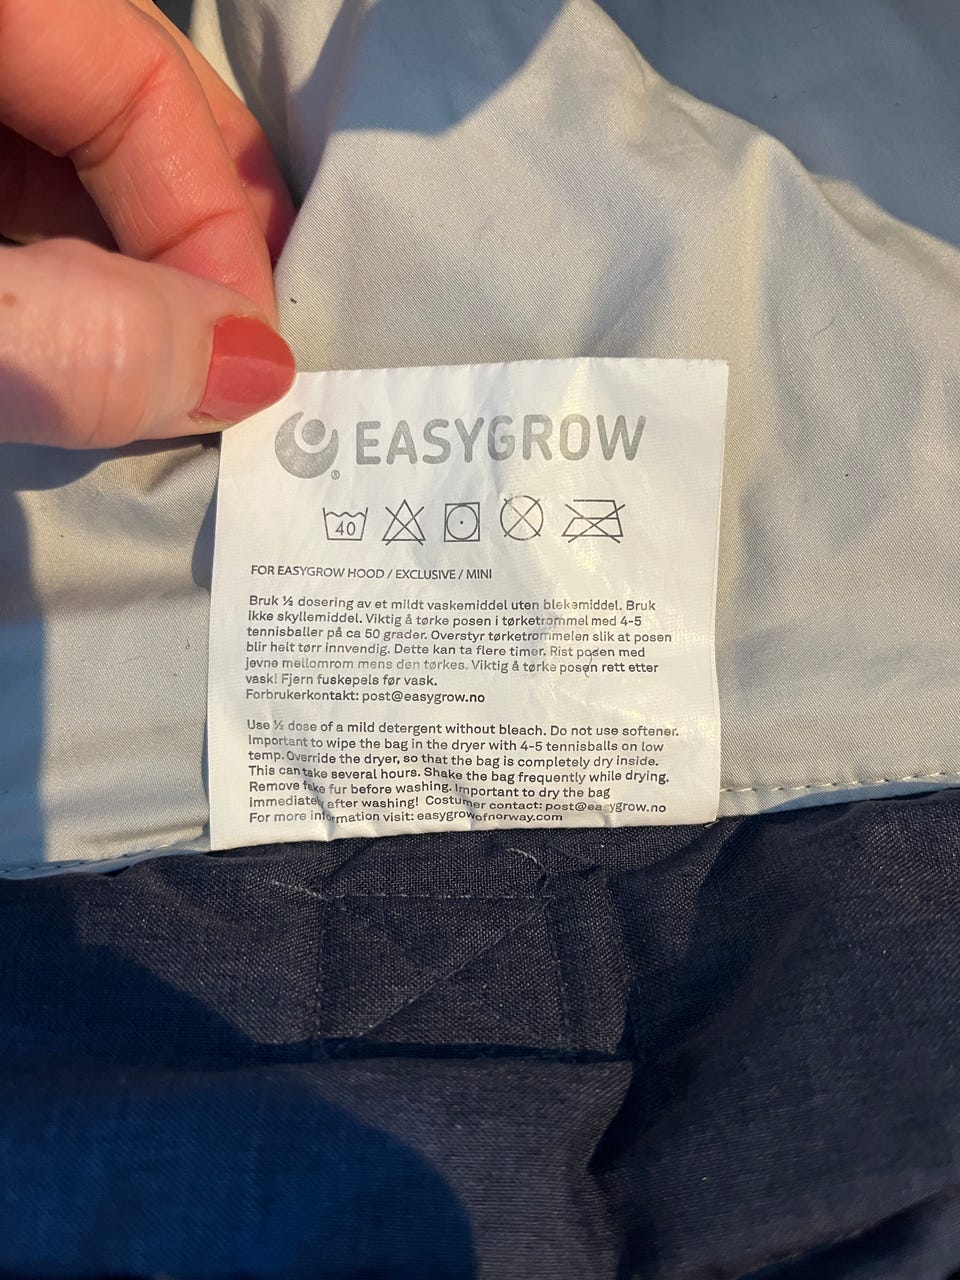 EASYGROW
®
40
FOR EASYGROW HOOD / EXCLUSIVE / MINI
Bruk ½ dosering av et mildt vaskemiddel uten blekemiddel. Bruk
ikke skyllemiddel. Viktig å tørke posen i tørketrommel med 4-5
tennisballer på ca 50 grader. Overstyr tørketrommelen slik at posen
blir helt tørr innvendig. Dette kan ta flere timer. Rist posen med
jevne mellomrom mens den tørkes. Viktig å tørke posen rett etter
vask! Fjern fuskepels før vask.
Forbrukerkontakt: post@easygrow.no
Use ½ dose of a mild detergent without bleach. Do not use softener.
Important to wipe the bag in the dryer with 4-5 tennisballs on low
temp. Override the dryer, so that the bag is completely dry inside.
This can take several hours. Shake the bag frequently while drying.
Remove fake fur before washing. Important to dry the bag
immediately after washing! Costumer contact: post@easygrow.no
For more information visit: easygrowofnorway.com